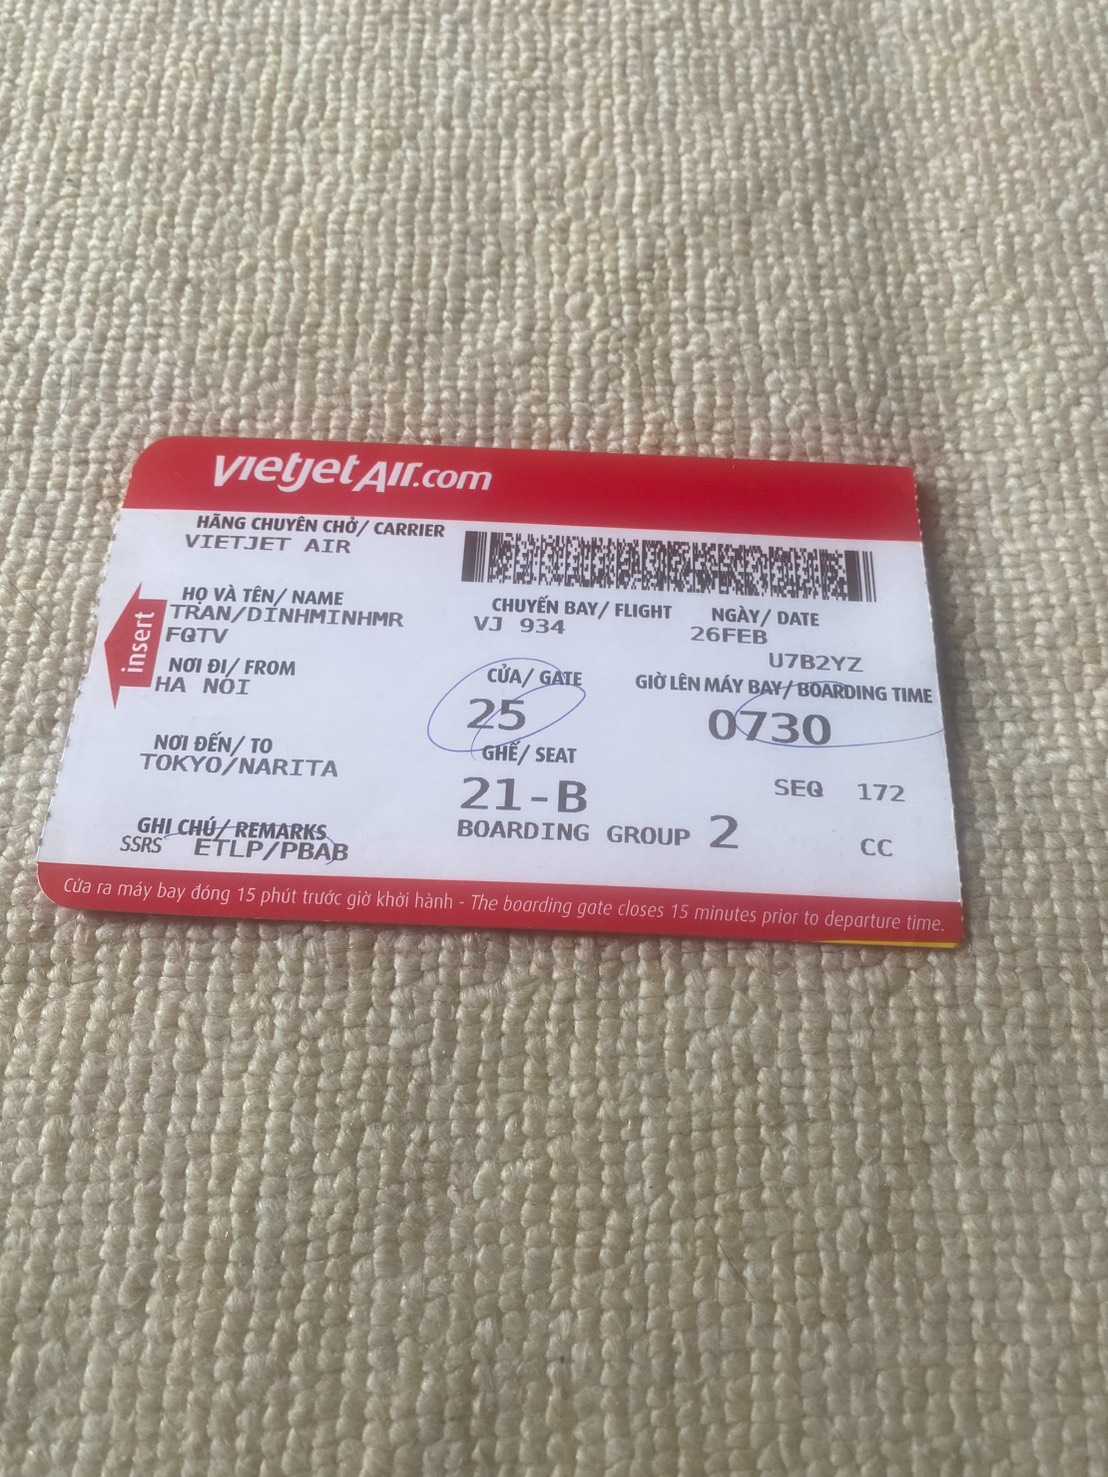 vietjetAir.com
HÃNG CHUYÊN CHỞ/ CARRIER
VIETJET AIR
HỌ VÀ TÊN/ NAME
TRAN/DINHMINHMR
FQTV
CHUYẾN BAY/ FLIGHT
VJ 934
NGÀY/ DATE
26FEB
U7B2YZ
insert
NƠI ĐI/ FROM
HA NOI
CỬA/ GATE
25
GIỜ LÊN MÁY BAY/ BOARDING TIME
0730
NƠI ĐẾN/ TO
TOKYO/NARITA
GHẾ/ SEAT
21-B
SEQ 172
GHI CHÚ/ REMARKS
SSRS ETLP/PBAB
BOARDING GROUP 2
CC
Cửa ra máy bay đóng 15 phút trước giờ khởi hành - The boarding gate closes 15 minutes prior to departure time.